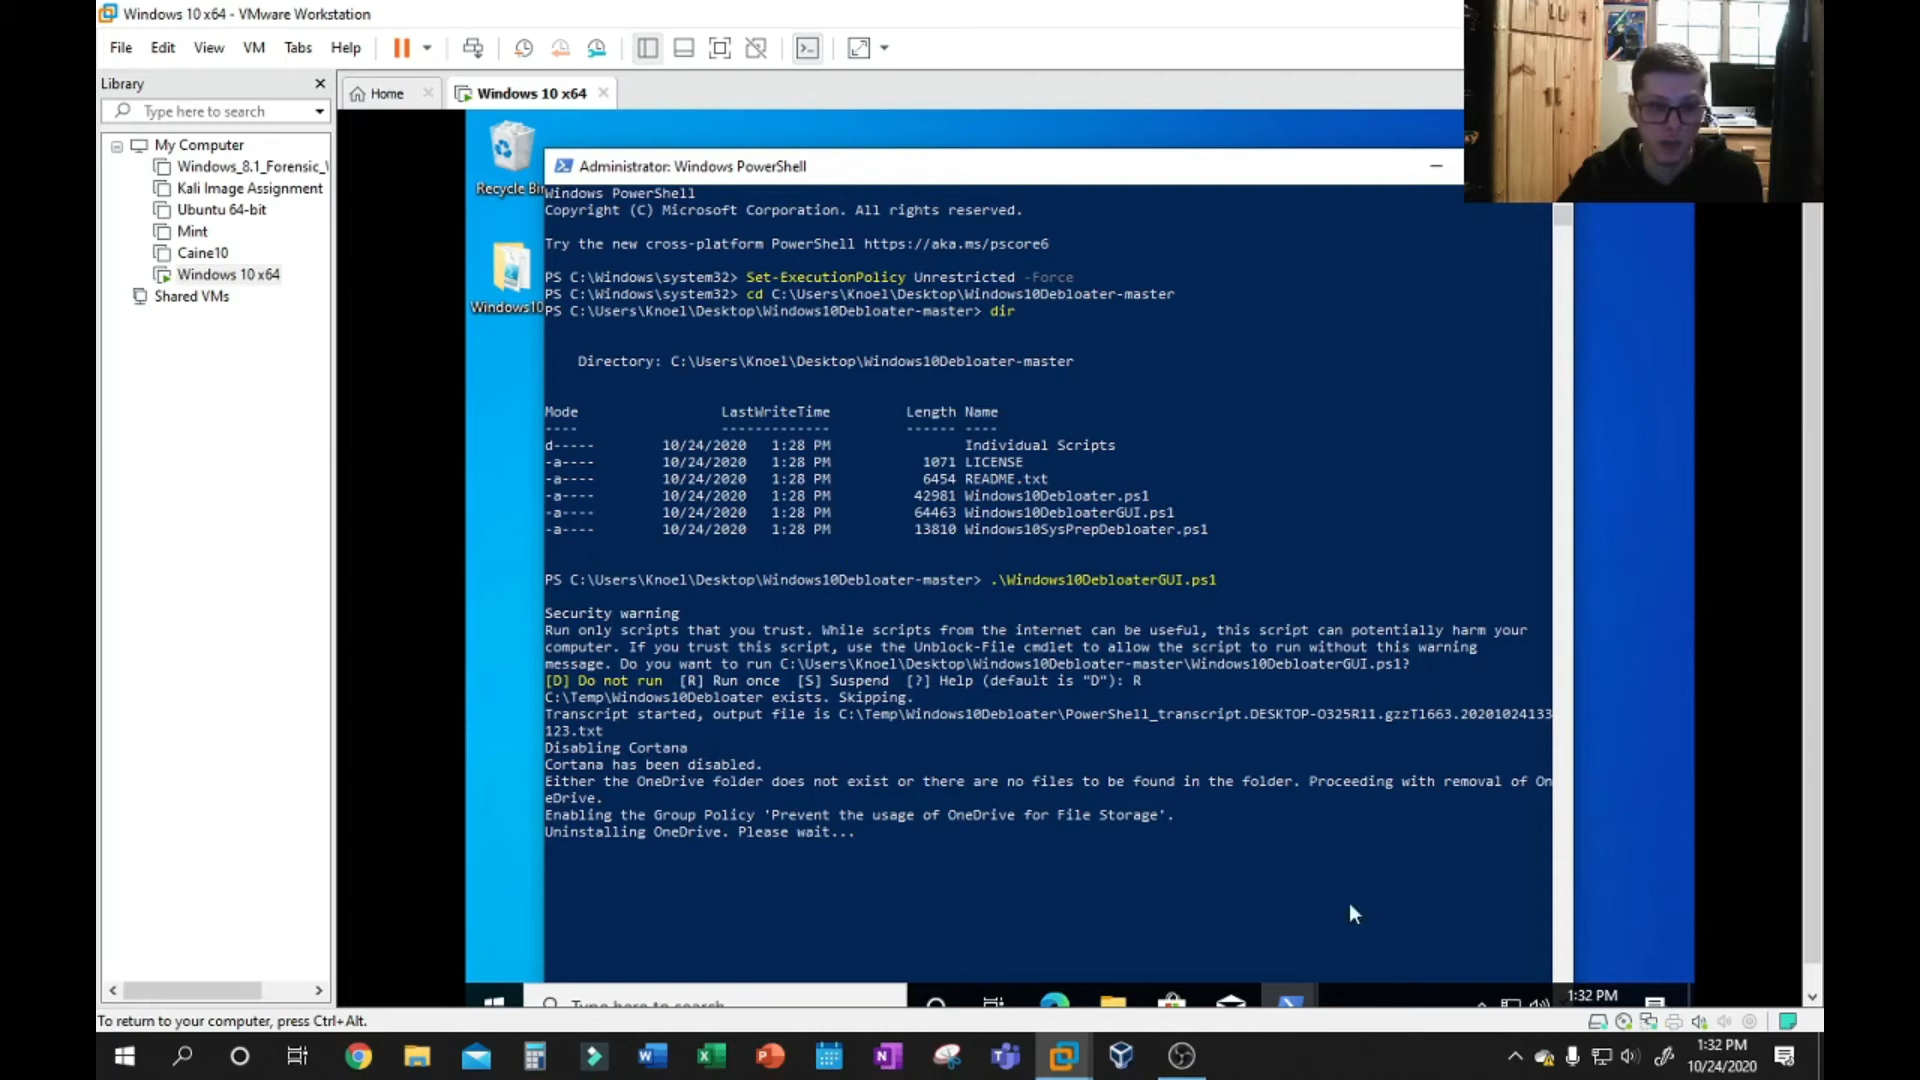 Windows 10 x64 - VMware Workstation
File Edit View VM Tabs Help
Library
Type here to search
My Computer
Windows_8.1_Forensic_
Kali Image Assignment
Ubuntu 64-bit
Mint
Caine10
Windows 10 x64
Shared VMs
Home
Windows 10 x64
Recycle Bin
Windows10
Administrator: Windows PowerShell
Windows PowerShell
Copyright (C) Microsoft Corporation. All rights reserved.
Try the new cross-platform PowerShell https://aka.ms/pscore6
PS C:\Windows\system32> Set-ExecutionPolicy Unrestricted -Force
PS C:\Windows\system32> cd C:\Users\Knoel\Desktop\Windows10Debloater-master
PS C:\Users\Knoel\Desktop\Windows10Debloater-master> dir
Directory: C:\Users\Knoel\Desktop\Windows10Debloater-master
Mode LastWriteTime Length Name
---- ------------- ------ ----
d----- 10/24/2020 1:28 PM Individual Scripts
-a---- 10/24/2020 1:28 PM 1071 LICENSE
-a---- 10/24/2020 1:28 PM 6454 README.txt
-a---- 10/24/2020 1:28 PM 42981 Windows10Debloater.ps1
-a---- 10/24/2020 1:28 PM 64463 Windows10DebloaterGUI.ps1
-a---- 10/24/2020 1:28 PM 13810 Windows10SysPrepDebloater.ps1
PS C:\Users\Knoel\Desktop\Windows10Debloater-master> .\Windows10DebloaterGUI.ps1
Security warning
Run only scripts that you trust. While scripts from the internet can be useful, this script can potentially harm your
computer. If you trust this script, use the Unblock-File cmdlet to allow the script to run without this warning
message. Do you want to run C:\Users\Knoel\Desktop\Windows10Debloater-master\Windows10DebloaterGUI.ps1?
[D] Do not run [R] Run once [S] Suspend [?] Help (default is "D"): R
C:\Temp\Windows10Debloater exists. Skipping.
Transcript started, output file is C:\Temp\Windows10Debloater\PowerShell_transcript.DESKTOP-O325R11.gzzTl663.20201024133
123.txt
Disabling Cortana
Cortana has been disabled.
Either the OneDrive folder does not exist or there are no files to be found in the folder. Proceeding with removal of On
eDrive.
Enabling the Group Policy 'Prevent the usage of OneDrive for File Storage'.
Uninstalling OneDrive. Please wait...
Type here to search
1:32 PM
To return to your computer, press Ctrl+Alt.
1:32 PM
10/24/2020